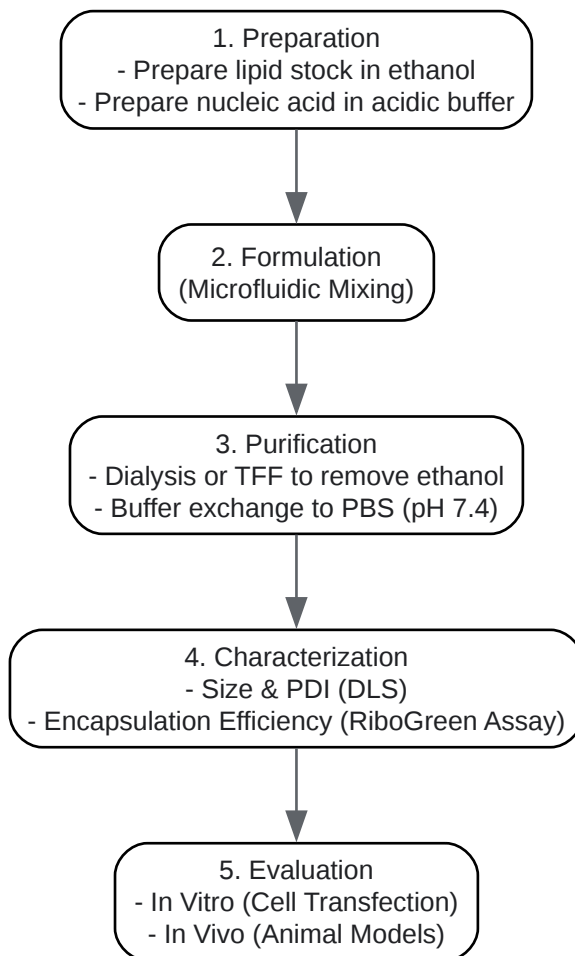 1. Preparation
- Prepare lipid stock in ethanol
- Prepare nucleic acid in acidic buffer
2. Formulation
(Microfluidic Mixing)
3. Purification
- Dialysis or TFF to remove ethanol
- Buffer exchange to PBS (pH 7.4)
4. Characterization
- Size & PDI (DLS)
- Encapsulation Efficiency (RiboGreen Assay)
5. Evaluation
- In Vitro (Cell Transfection)
- In Vivo (Animal Models)